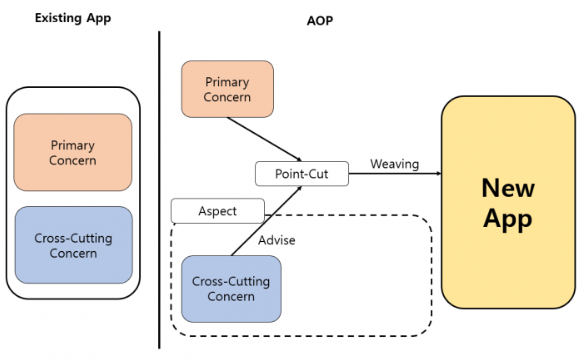 Existing App
AOP
Primary
Concern
Cross-Cutting
Concern
Primary
Concern
Point-Cut
Weaving
Aspect
Advise
Cross-Cutting
Concern
New
App